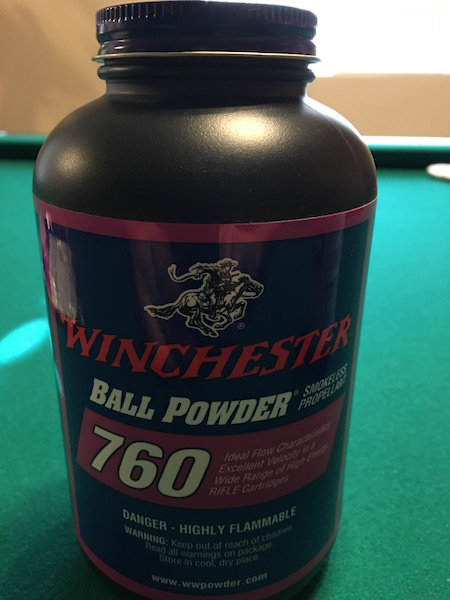 WINCHESTER
®
BALL POWDER® SMOKELESS
PROPELLANT
760
Ideal Flow Characteristics
Excellent Velocity in a
Wide Range of High Energy
RIFLE Cartridges
DANGER - HIGHLY FLAMMABLE
WARNING: Keep out of reach of children.
Read all warnings on package.
Store in cool, dry place.
www.wwpowder.com